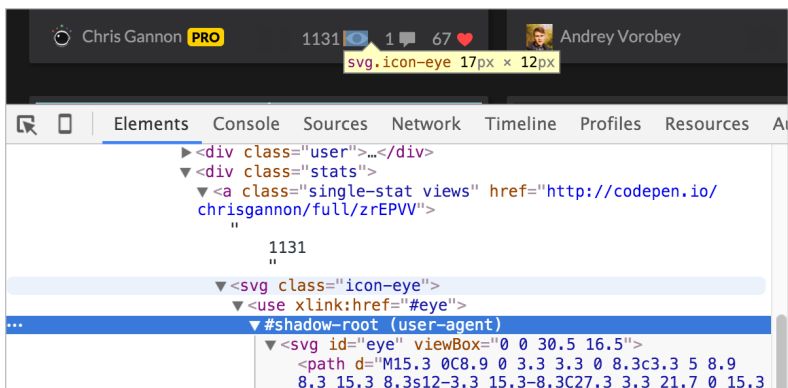 Chris Gannon PRO 1131 1 67 Andrey Vorobey
svg.icon-eye 17px × 12px
Elements Console Sources Network Timeline Profiles Resources
▶<div class="user">…</div>
▼<div class="stats">
▼<a class="single-stat views" href="http://codepen.io/
chrisgannon/full/zrEPVV">
"
1131
"
▼<svg class="icon-eye">
▼<use xlink:href="#eye">
… ▼#shadow-root (user-agent)
▼<svg id="eye" viewBox="0 0 30.5 16.5">
<path d="M15.3 0C8.9 0 3.3 3.3 0 8.3c3.3 5 8.9
8.3 15.3 8.3s12-3.3 15.3-8.3C27.3 3.3 21.7 0 15.3